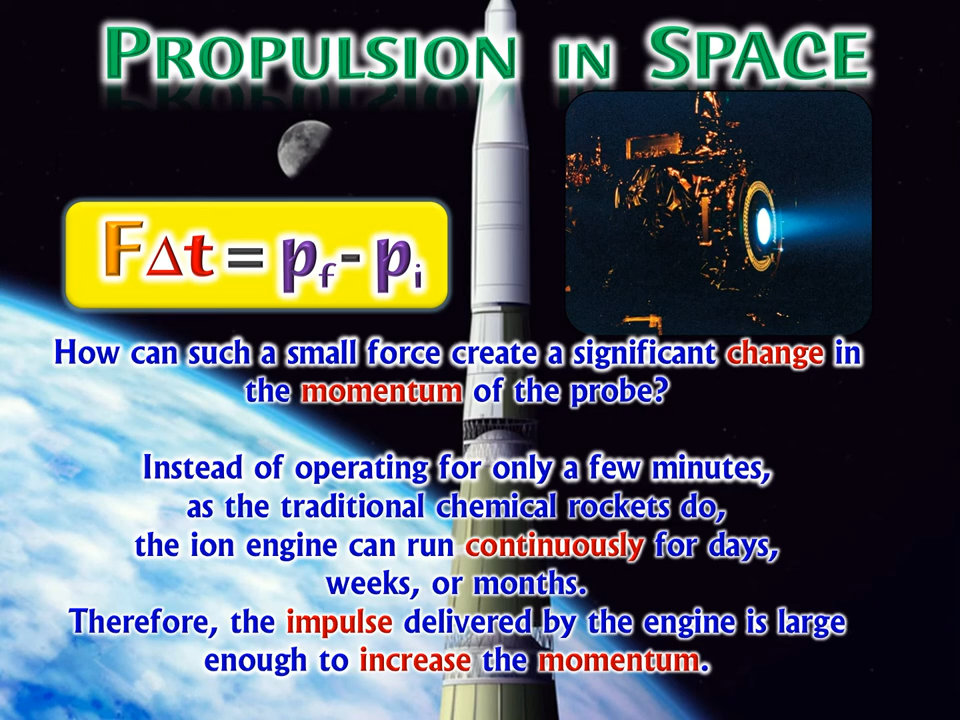 PROPULSION IN SPACE
FΔt = pf - pi
How can such a small force create a significant change in
the momentum of the probe?
Instead of operating for only a few minutes,
as the traditional chemical rockets do,
the ion engine can run continuously for days,
weeks, or months.
Therefore, the impulse delivered by the engine is large
enough to increase the momentum.